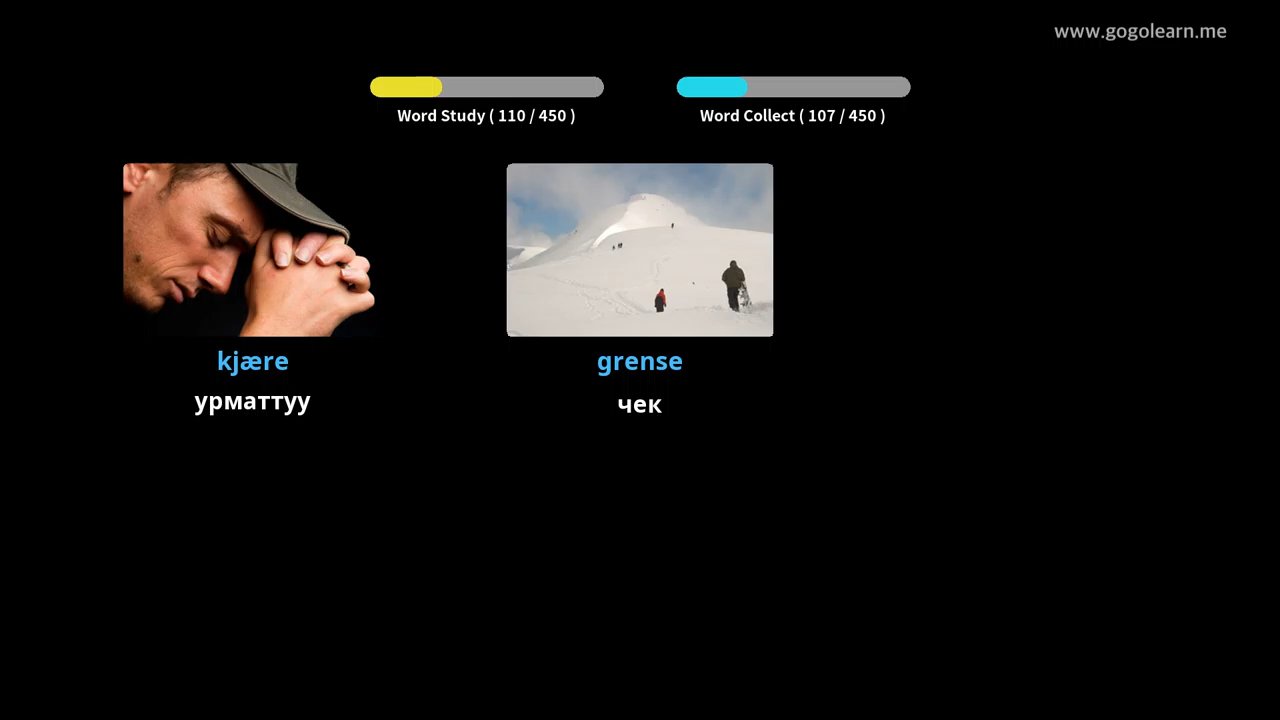 www.gogolearn.me
Word Study ( 110 / 450 )
Word Collect ( 107 / 450 )
kjære
урматтуу
grense
чек